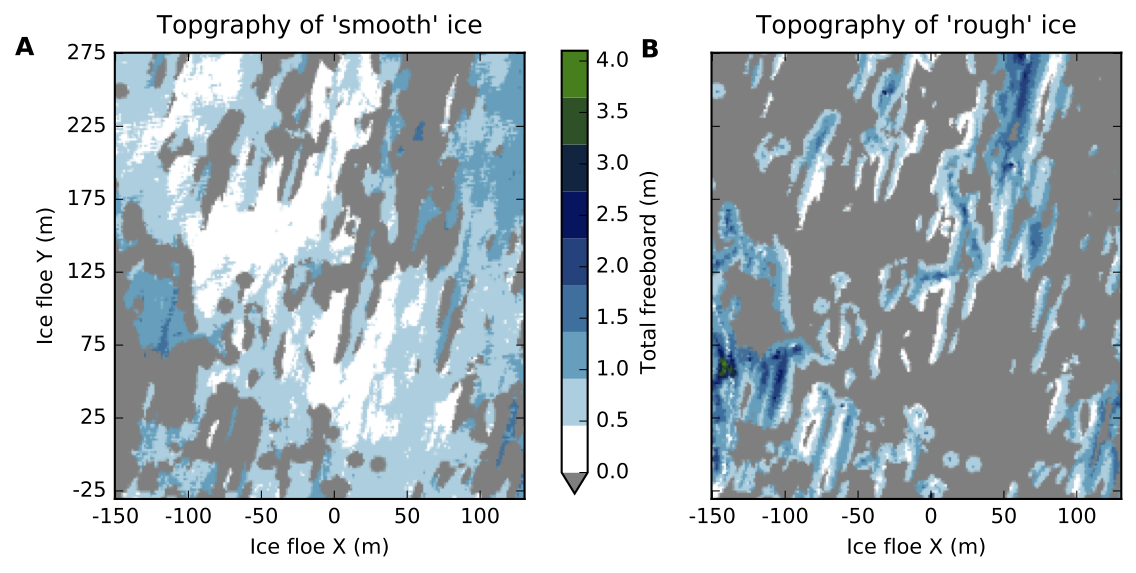 A
Topgraphy of 'smooth' ice
275
225
175
125
75
25
-25
Ice floe Y (m)
-150 -100 -50 0 50 100
Ice floe X (m)
4.0
3.5
3.0
2.5
2.0
1.5
1.0
0.5
0.0
Total freeboard (m)
B
Topography of 'rough' ice
-150 -100 -50 0 50 100
Ice floe X (m)